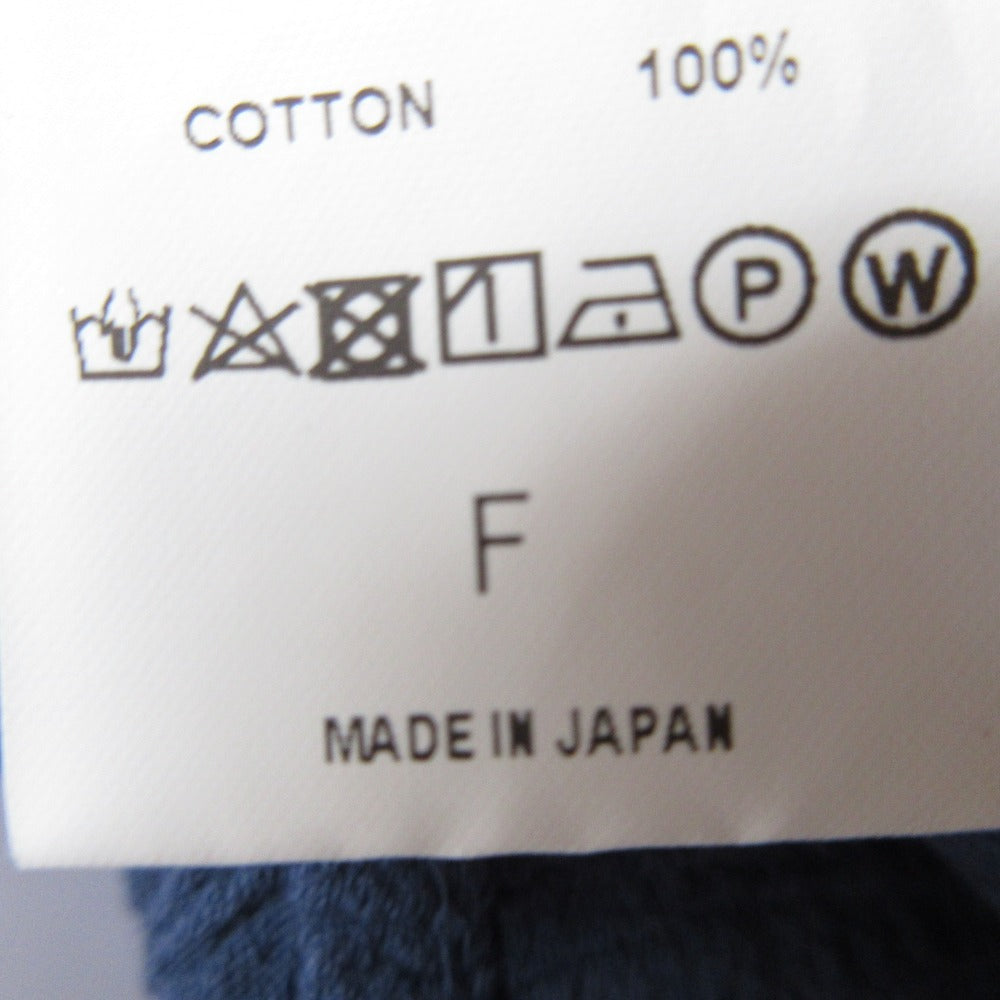 COTTON 100%
P W
F
MADE IN JAPAN